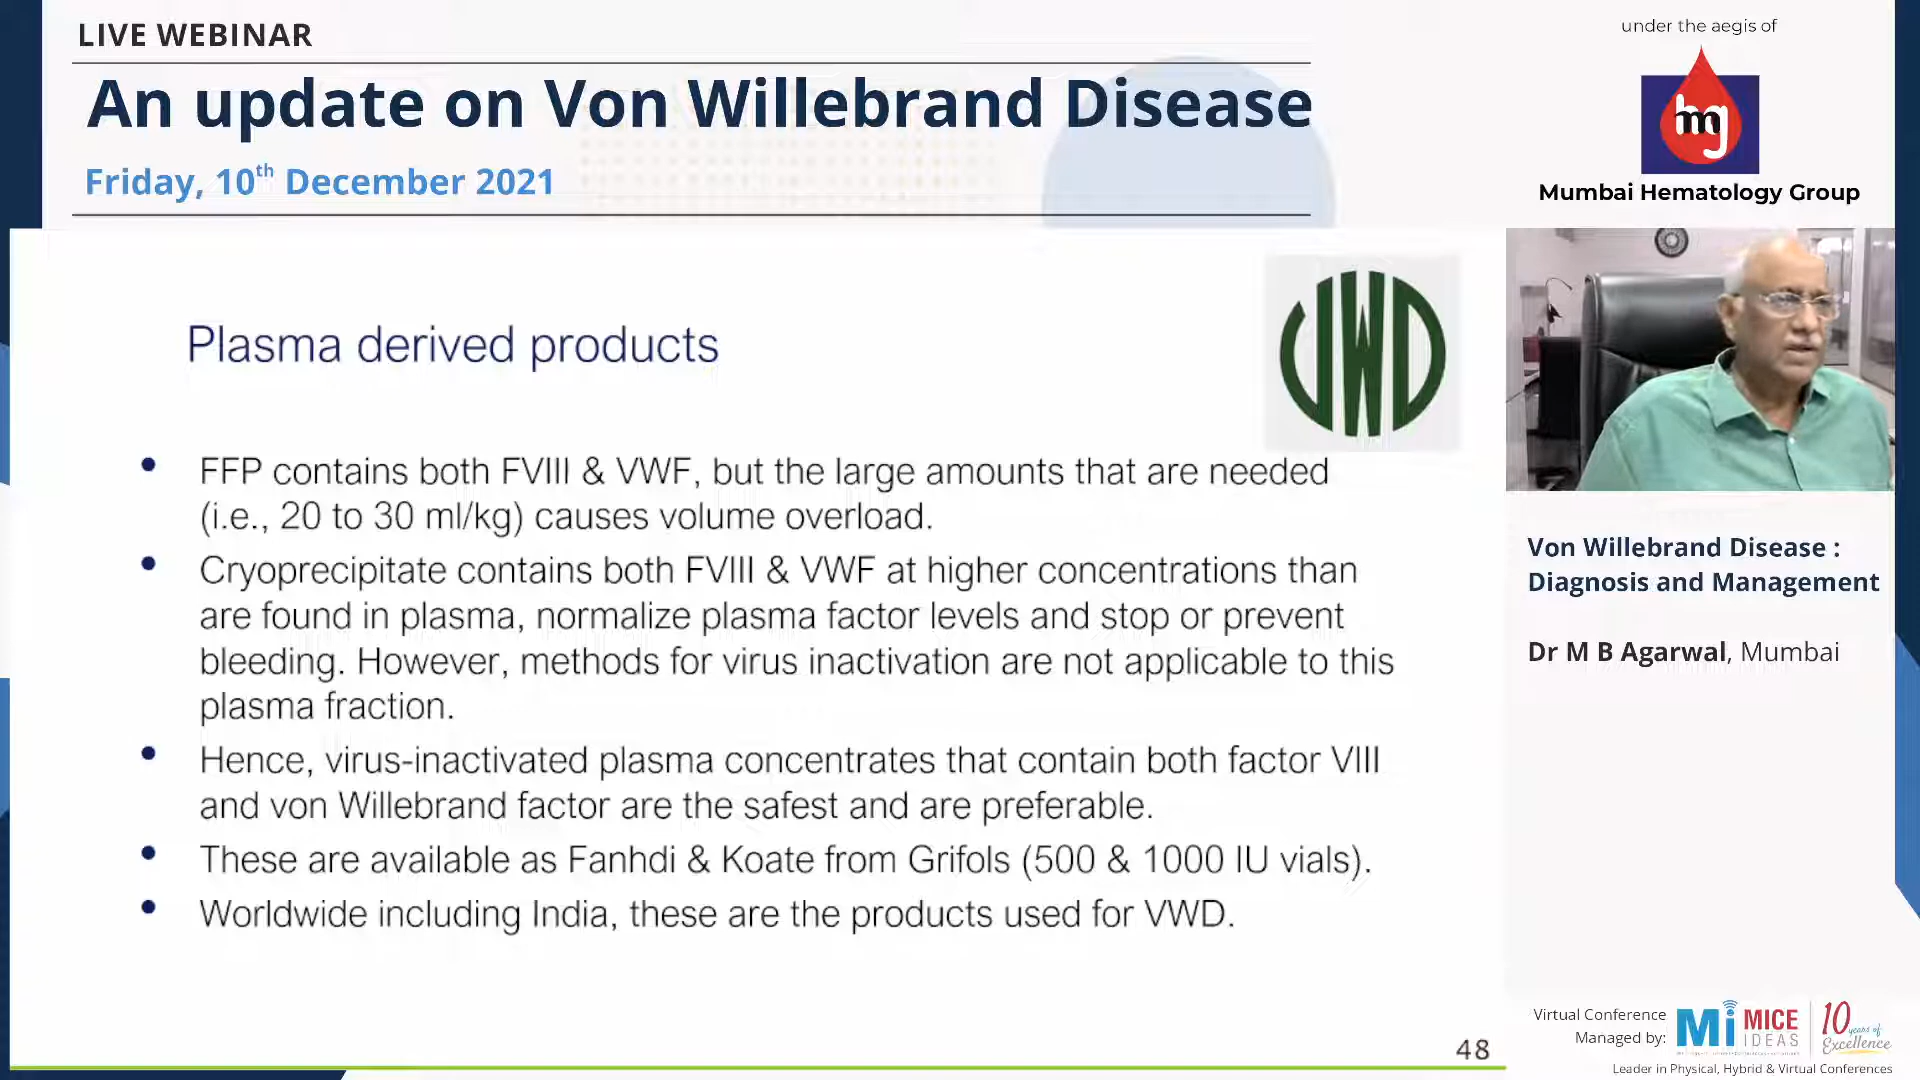 LIVE WEBINAR
An update on Von Willebrand Disease
Friday, 10th December 2021
under the aegis of
hmg
Mumbai Hematology Group
VWD
Plasma derived products
• FFP contains both FVIII & VWF, but the large amounts that are needed
(i.e., 20 to 30 ml/kg) causes volume overload.
• Cryoprecipitate contains both FVIII & VWF at higher concentrations than
are found in plasma, normalize plasma factor levels and stop or prevent
bleeding. However, methods for virus inactivation are not applicable to this
plasma fraction.
• Hence, virus-inactivated plasma concentrates that contain both factor VIII
and von Willebrand factor are the safest and are preferable.
• These are available as Fanhdi & Koate from Grifols (500 & 1000 IU vials).
• Worldwide including India, these are the products used for VWD.
48
Von Willebrand Disease :
Diagnosis and Management
Dr M B Agarwal, Mumbai
Virtual Conference
Managed by:
Mi MICE
IDEAS
10 years of
Excellence
Leader in Physical, Hybrid & Virtual Conferences